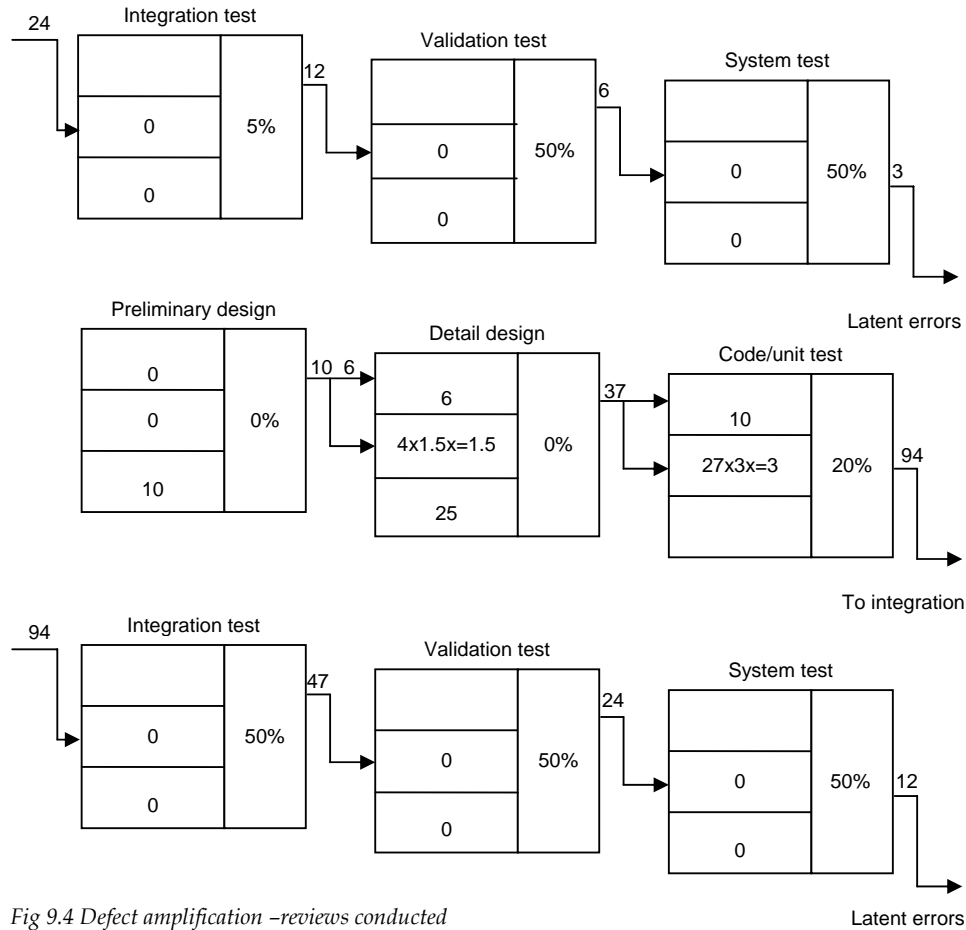 24
Integration test
0
5%
0
12
Validation test
0
50%
0
6
System test
0
50%
0
3
Latent errors
Preliminary design
0
0
0%
10
10 6
Detail design
6
4x1.5x=1.5
0%
25
37
Code/unit test
10
27x3x=3
20%
94
To integration
94
Integration test
0
50%
0
47
Validation test
0
50%
0
24
System test
0
50%
0
12
Latent errors
Fig 9.4 Defect amplification –reviews conducted